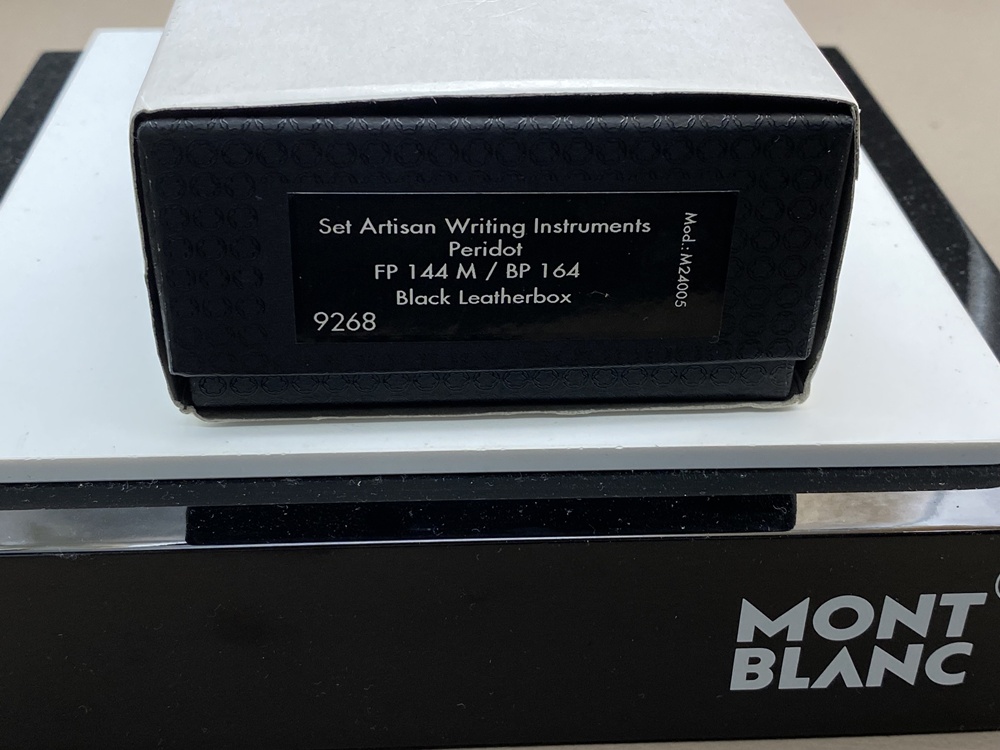 Set Artisan Writing Instruments
Peridot
FP 144 M / BP 164
Black Leatherbox
9268
Mod.: M24005
MONT
BLANC